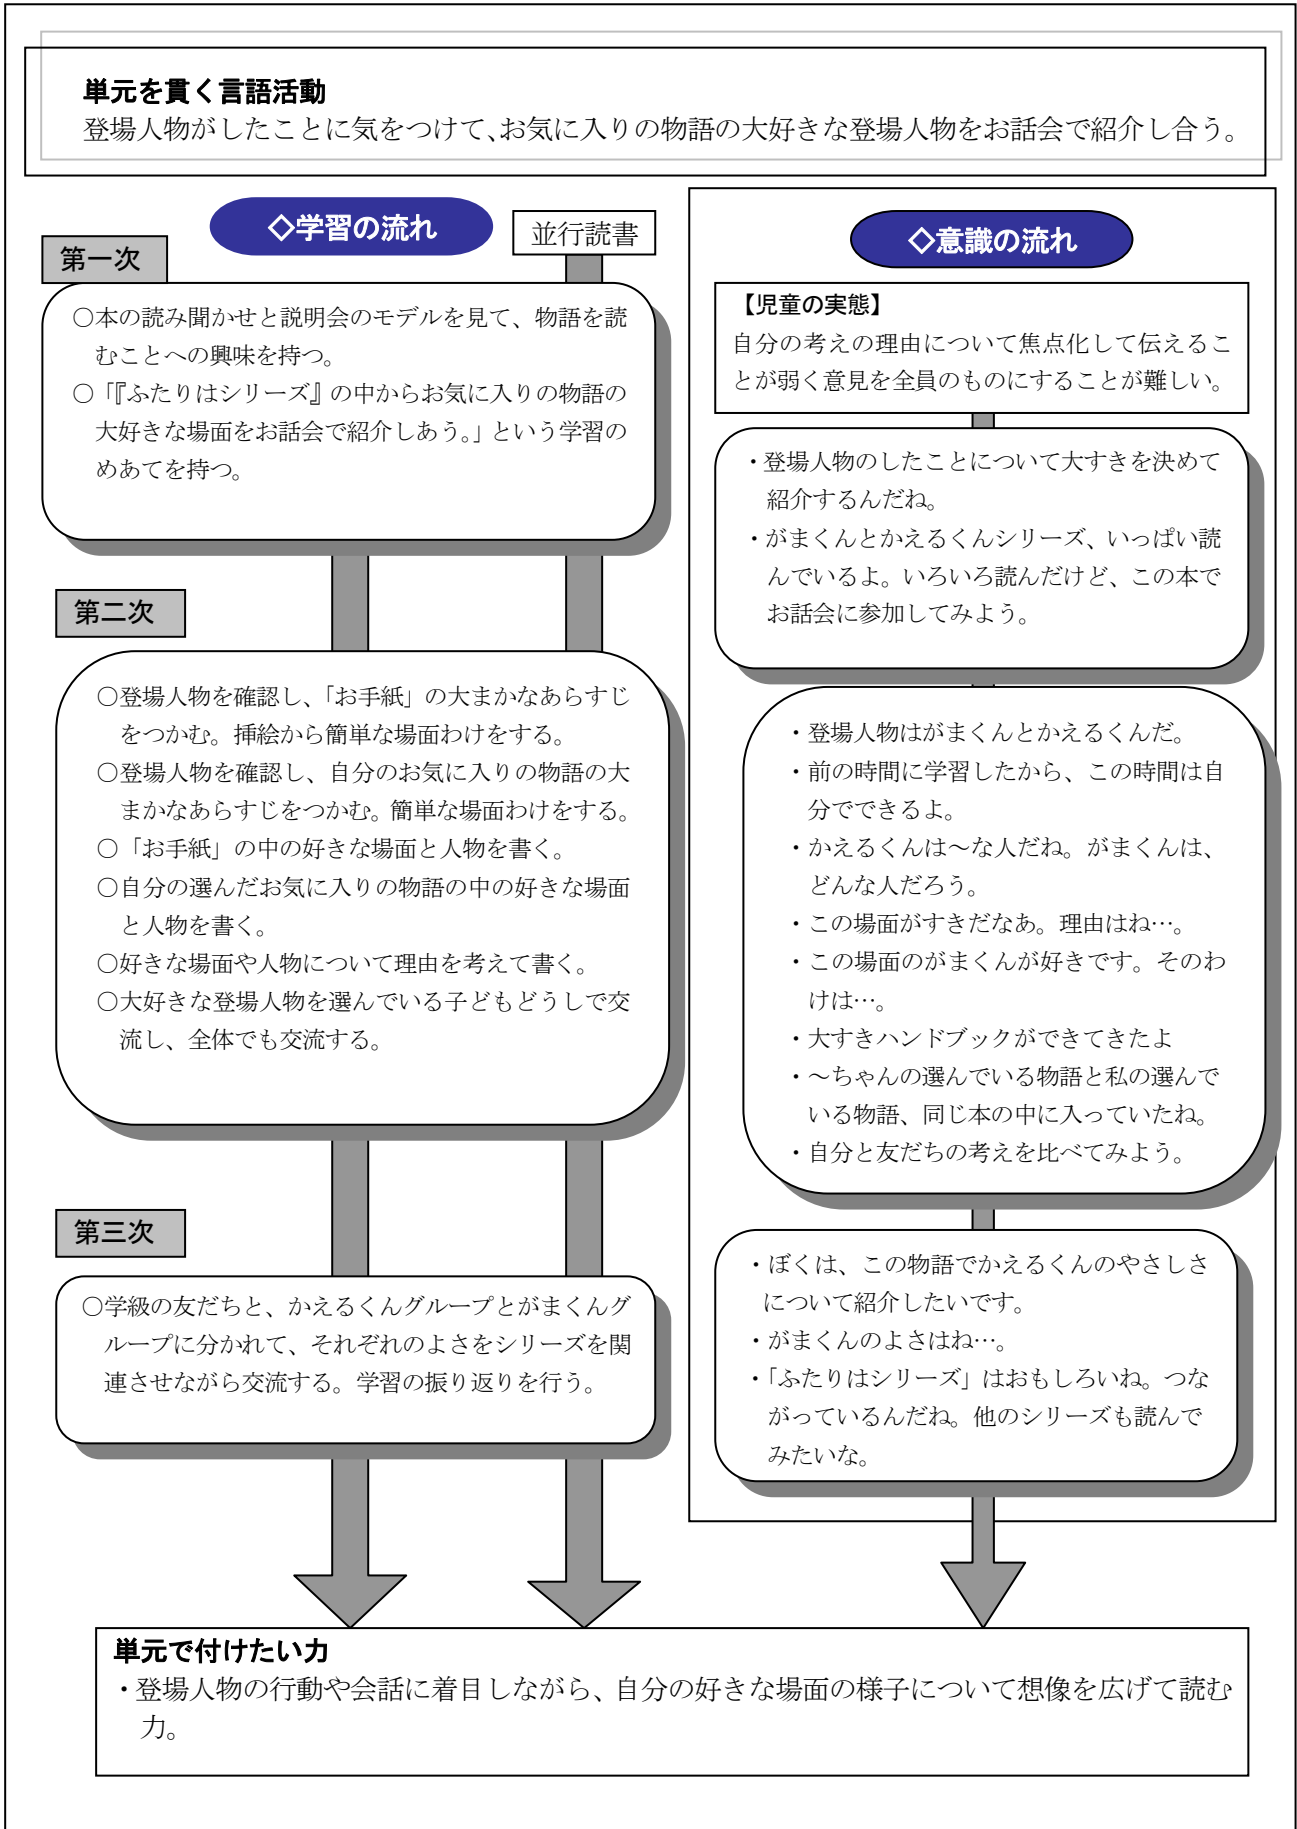 単元を貫く言語活動
登場人物がしたことに気をつけて、お気に入りの物語の大好きな登場人物をお話会で紹介し合う。
◇学習の流れ
並行読書
第一次
○本の読み聞かせと説明会のモデルを見て、物語を読
むことへの興味を持つ。
○「『ふたりはシリーズ』の中からお気に入りの物語の
大好きな場面をお話会で紹介しあう。」という学習の
めあてを持つ。
第二次
○登場人物を確認し、「お手紙」の大まかなあらすじ
をつかむ。挿絵から簡単な場面わけをする。
○登場人物を確認し、自分のお気に入りの物語の大
まかなあらすじをつかむ。簡単な場面わけをする。
○「お手紙」の中の好きな場面と人物を書く。
○自分の選んだお気に入りの物語の中の好きな場面
と人物を書く。
○好きな場面や人物について理由を考えて書く。
○大好きな登場人物を選んでいる子どもどうしで交
流し、全体でも交流する。
第三次
○学級の友だちと、かえるくんグループとがまくんグ
ループに分かれて、それぞれのよさをシリーズを関
連させながら交流する。学習の振り返りを行う。
◇意識の流れ
【児童の実態】
自分の考えの理由について焦点化して伝えるこ
とが弱く意見を全員のものにすることが難しい。
・登場人物のしたことについて大すきを決めて
紹介するんだね。
・がまくんとかえるくんシリーズ、いっぱい読
んでいるよ。いろいろ読んだけど、この本で
お話会に参加してみよう。
・登場人物はがまくんとかえるくんだ。
・前の時間に学習したから、この時間は自
分でできるよ。
・かえるくんは～な人だね。がまくんは、
どんな人だろう。
・この場面がすきだなあ。理由はね…。
・この場面のがまくんが好きです。そのわ
けは…。
・大すきハンドブックができてきたよ
・～ちゃんの選んでいる物語と私の選んで
いる物語、同じ本の中に入っていたね。
・自分と友だちの考えを比べてみよう。
・ぼくは、この物語でかえるくんのやさしさ
について紹介したいです。
・がまくんのよさはね…。
・「ふたりはシリーズ」はおもしろいね。つな
がっているんだね。他のシリーズも読んで
みたいな。
単元で付けたい力
・登場人物の行動や会話に着目しながら、自分の好きな場面の様子について想像を広げて読む
力。